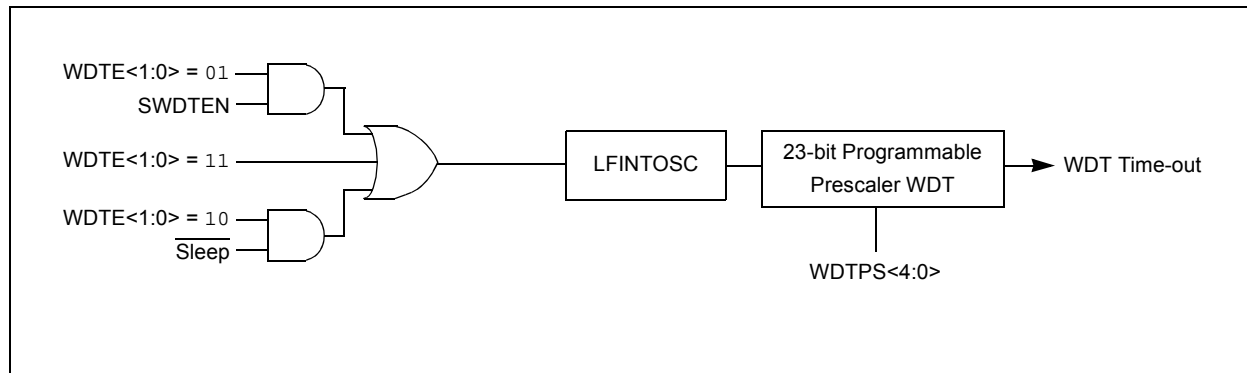 WDTE<1:0> = 01
SWDTEN
WDTE<1:0> = 11
WDTE<1:0> = 10
Sleep
LFINTOSC
23-bit Programmable
Prescaler WDT
WDT Time-out
WDTPS<4:0>